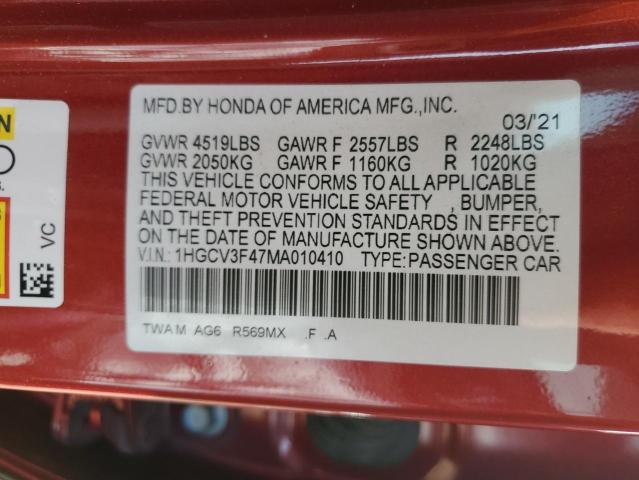 MFD.BY HONDA OF AMERICA MFG.,INC.
03/'21
GVWR 4519LBS GAWR F 2557LBS R 2248LBS
GVWR 2050KG GAWR F 1160KG R 1020KG
THIS VEHICLE CONFORMS TO ALL APPLICABLE
FEDERAL MOTOR VEHICLE SAFETY , BUMPER,
AND THEFT PREVENTION STANDARDS IN EFFECT
ON THE DATE OF MANUFACTURE SHOWN ABOVE.
V.I.N.: 1HGCV3F47MA010410 TYPE:PASSENGER CAR
TWA M AG6 R569MX .F .A
VC